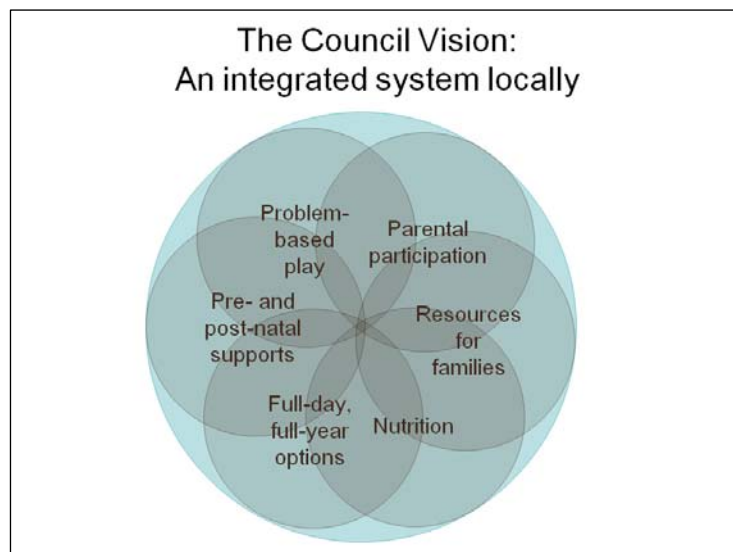 The Council Vision:
An integrated system locally
Problem-
based
play
Parental
participation
Pre- and
post-natal
supports
Resources
for
families
Full-day,
full-year
options
Nutrition